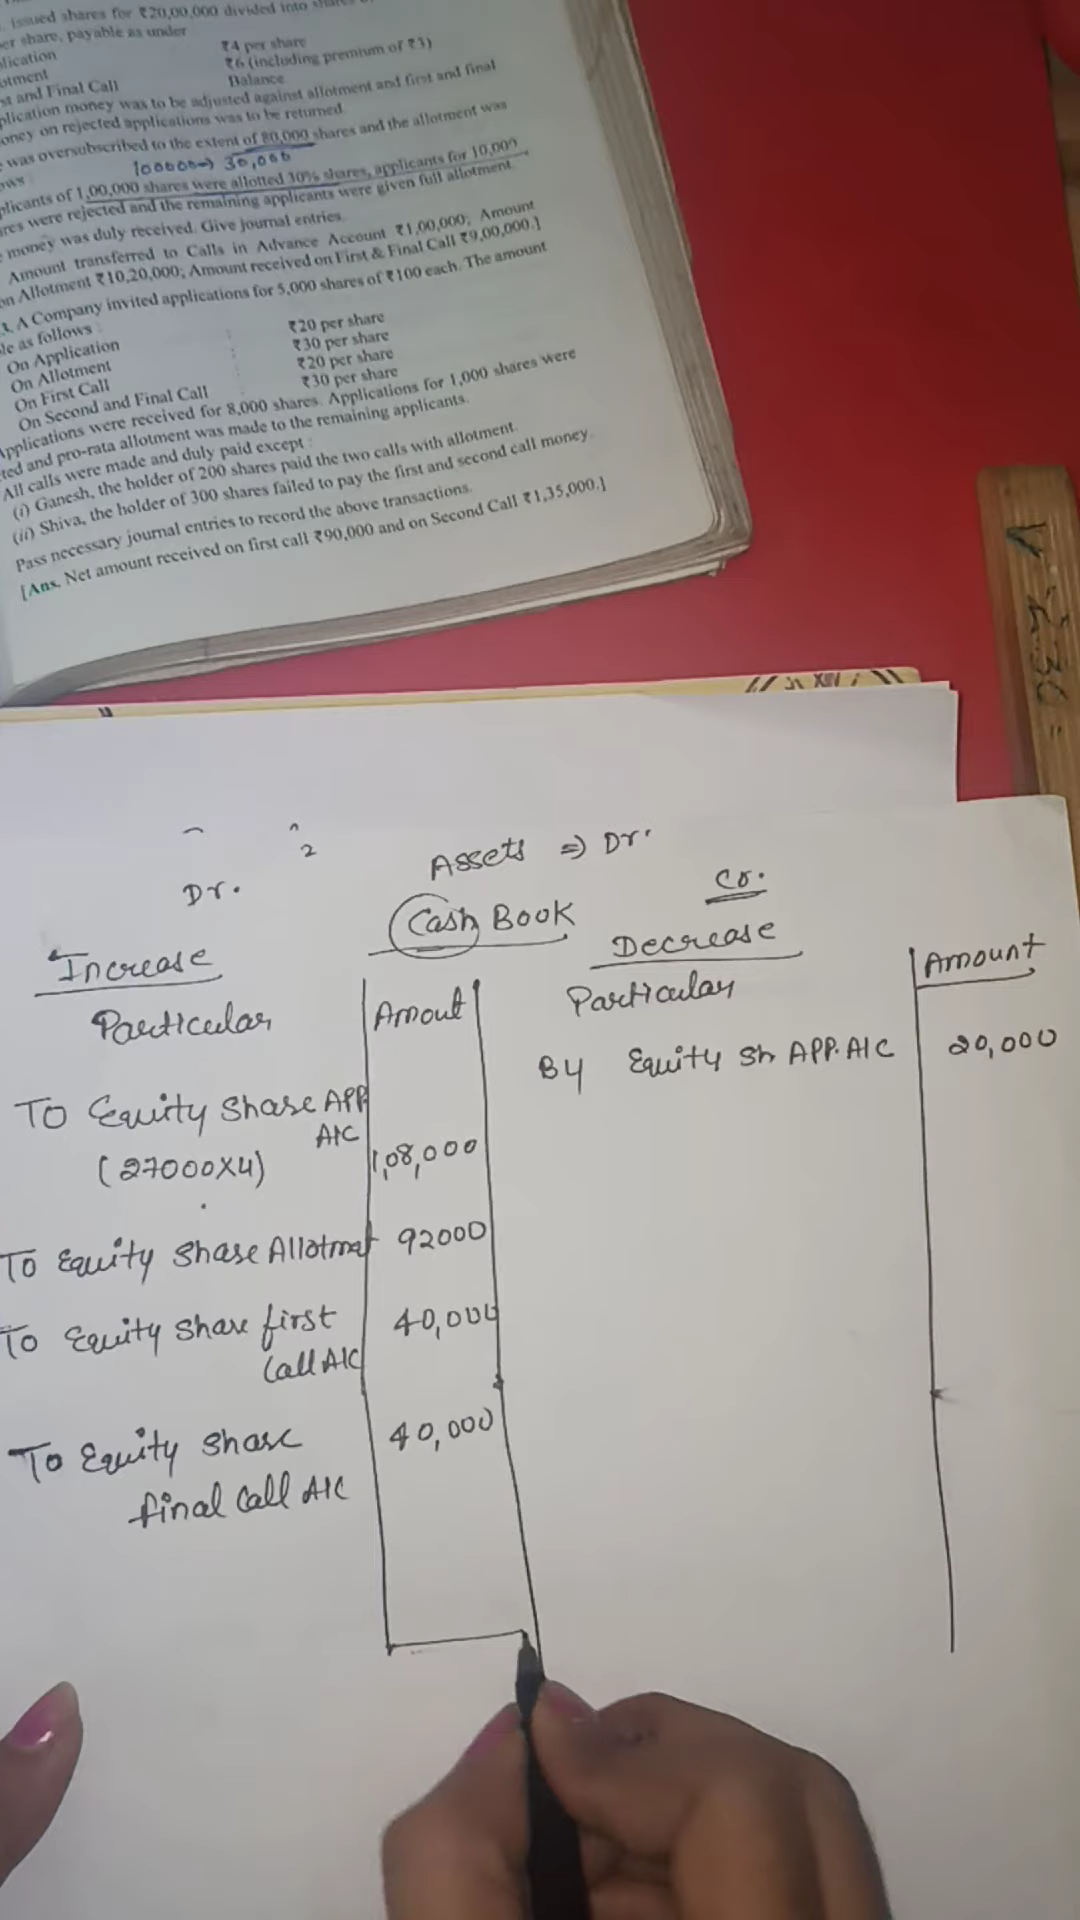 issued shares for ₹20,00,000 divided into shares
er share, payable as under
lication ₹4 per share
otment ₹6 (including premium of ₹3)
st and Final Call Balance
plication money was to be adjusted against allotment and first and final
oney on rejected applications was to be returned.
was oversubscribed to the extent of 80,000 shares and the allotment was
ows :
100000→ 30,000
plicants of 1,00,000 shares were allotted 30% shares, applicants for 10,000
res were rejected and the remaining applicants were given full allotment.
money was duly received. Give journal entries.
Amount transferred to Calls in Advance Account ₹1,00,000; Amount
on Allotment ₹10,20,000; Amount received on First & Final Call ₹9,00,000.]
t. A Company invited applications for 5,000 shares of ₹100 each. The amount
le as follows :
On Application : ₹20 per share
On Allotment : ₹30 per share
On First Call : ₹20 per share
On Second and Final Call : ₹30 per share
Applications were received for 8,000 shares. Applications for 1,000 shares were
ted and pro-rata allotment was made to the remaining applicants.
All calls were made and duly paid except :
(i) Ganesh, the holder of 200 shares paid the two calls with allotment.
(ii) Shiva, the holder of 300 shares failed to pay the first and second call money.
Pass necessary journal entries to record the above transactions.
[Ans. Net amount received on first call ₹90,000 and on Second Call ₹1,35,000.]
2
Assets ⇒ Dr.
Dr. Cr.
Cash Book
Increase Decrease
Particular Amout Particular Amount
By Equity Sh APP. A/C 20,000
To Equity Share APP
A/C
(27000X4) 1,08,000
To Equity Share Allotmet 92000
To Equity Share first 40,000
Call A/C
To Equity Share 40,000
final Call A/C